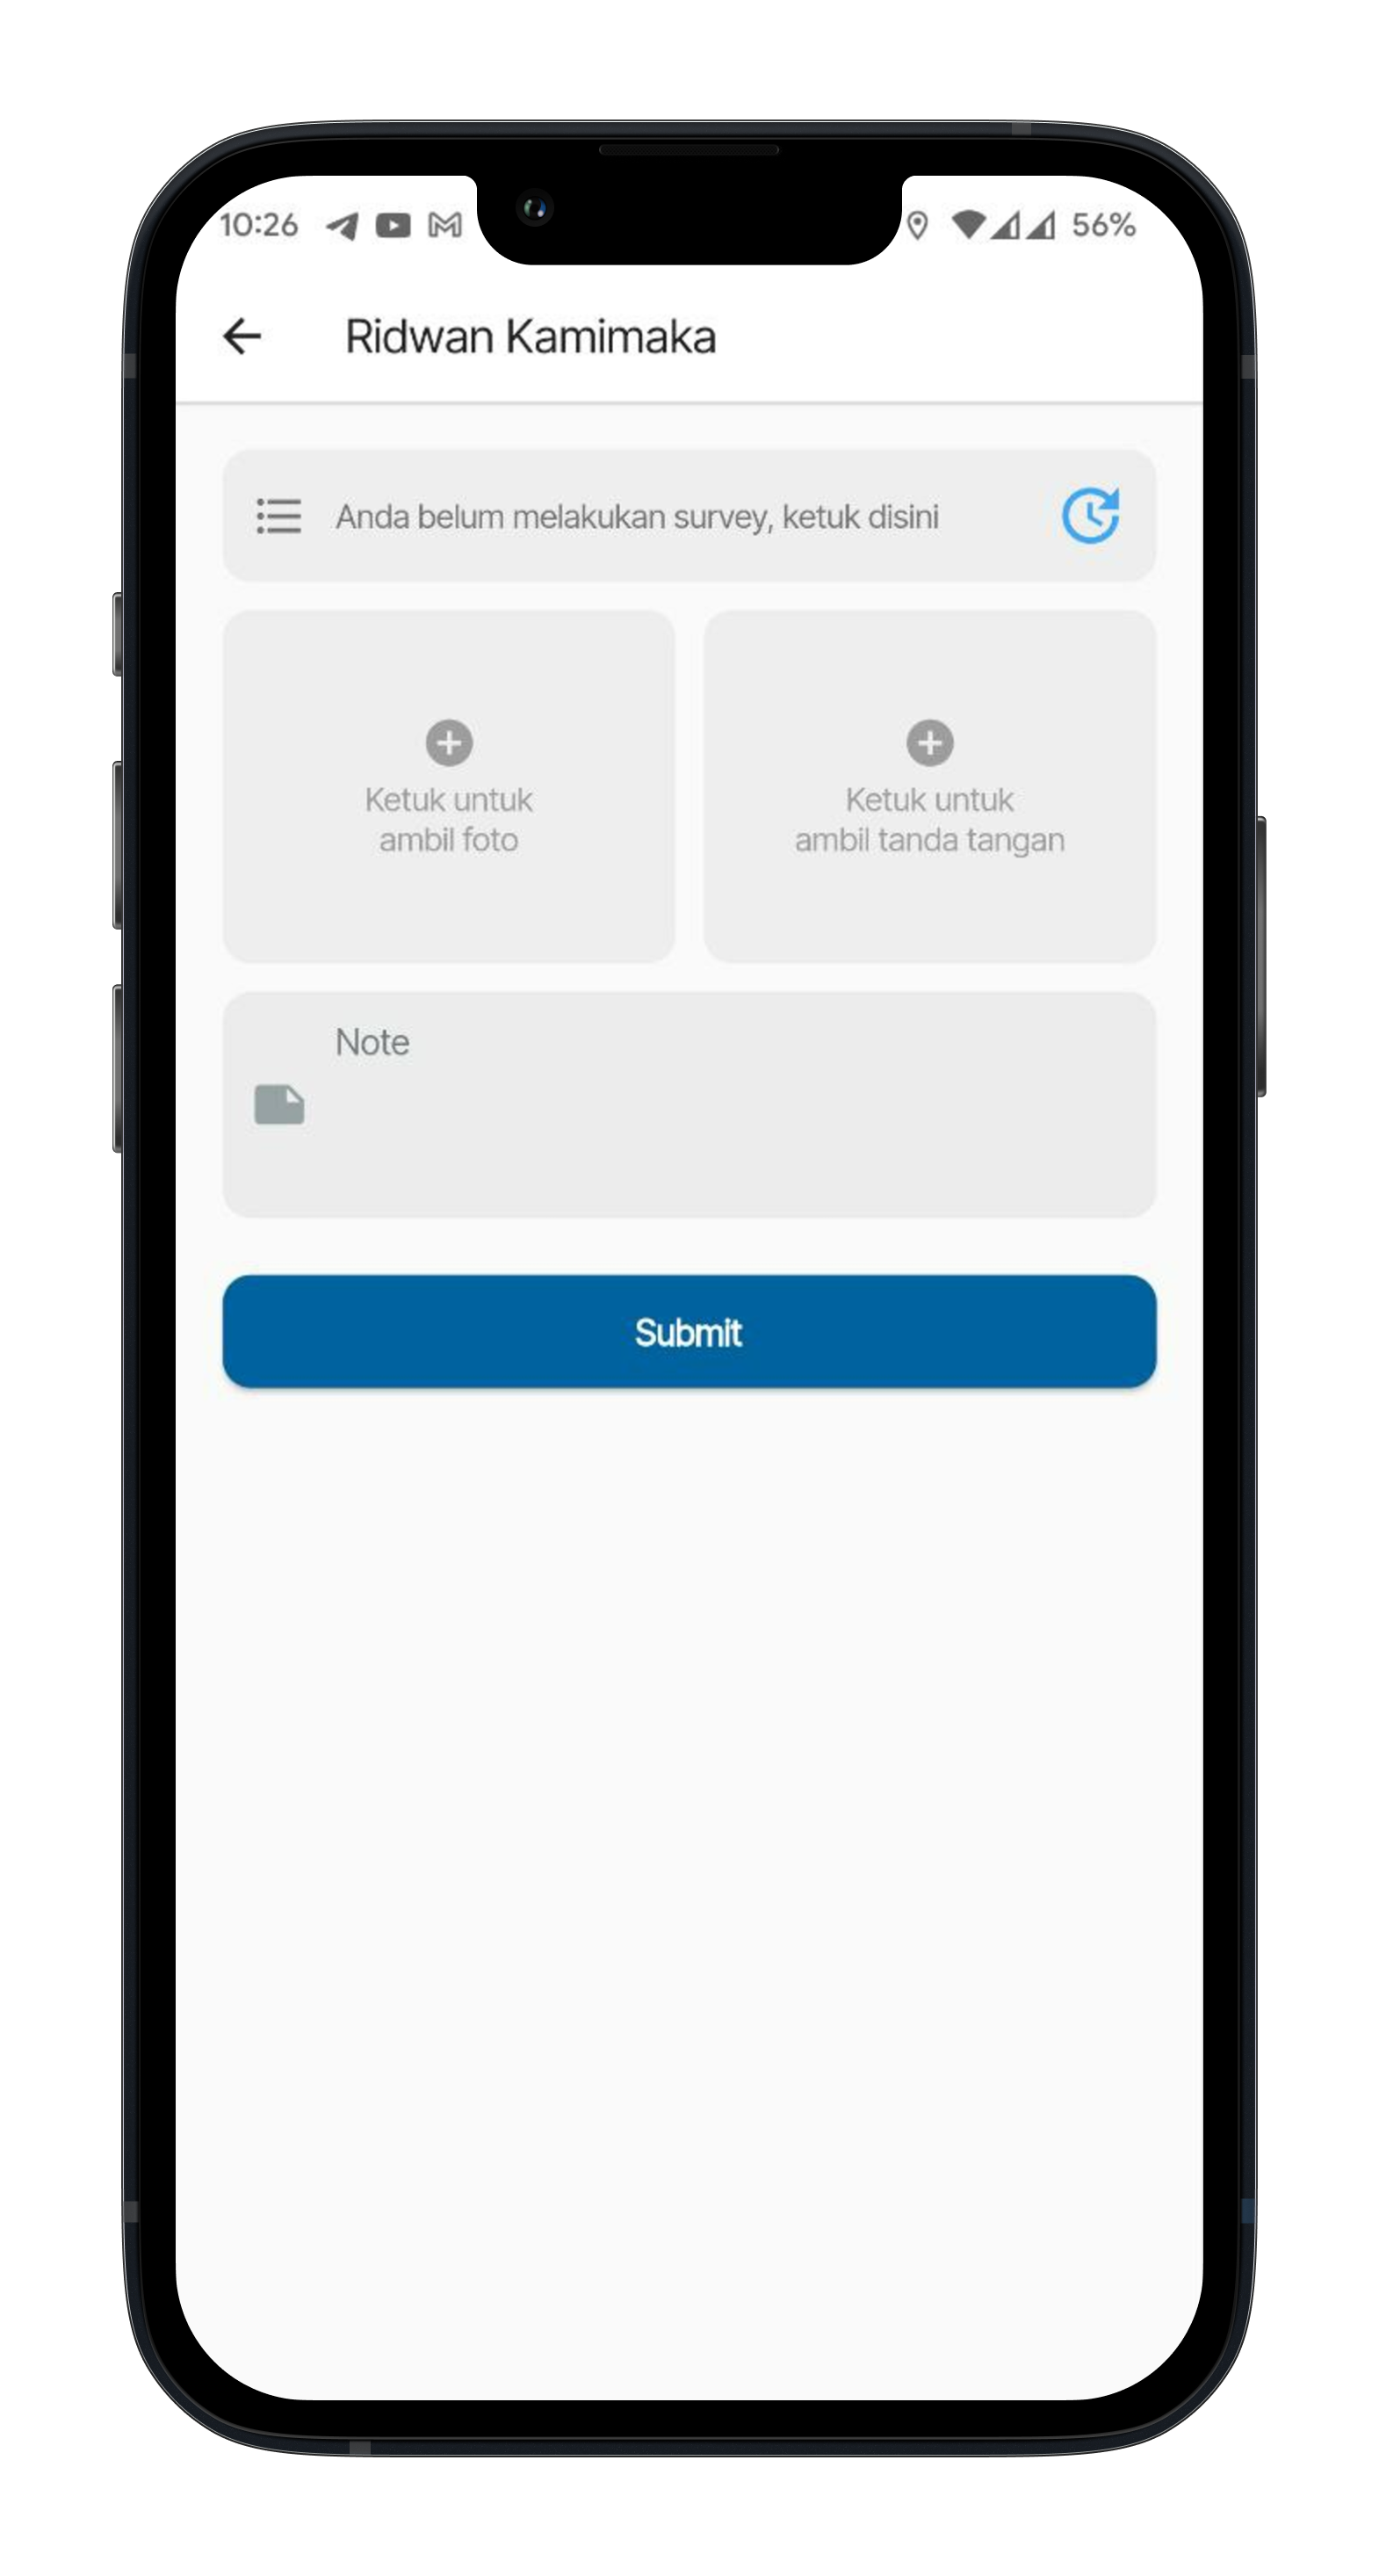 10:26 56%
Ridwan Kamimaka
Anda belum melakukan survey, ketuk disini
Ketuk untuk
ambil foto
Ketuk untuk
ambil tanda tangan
Note
Submit